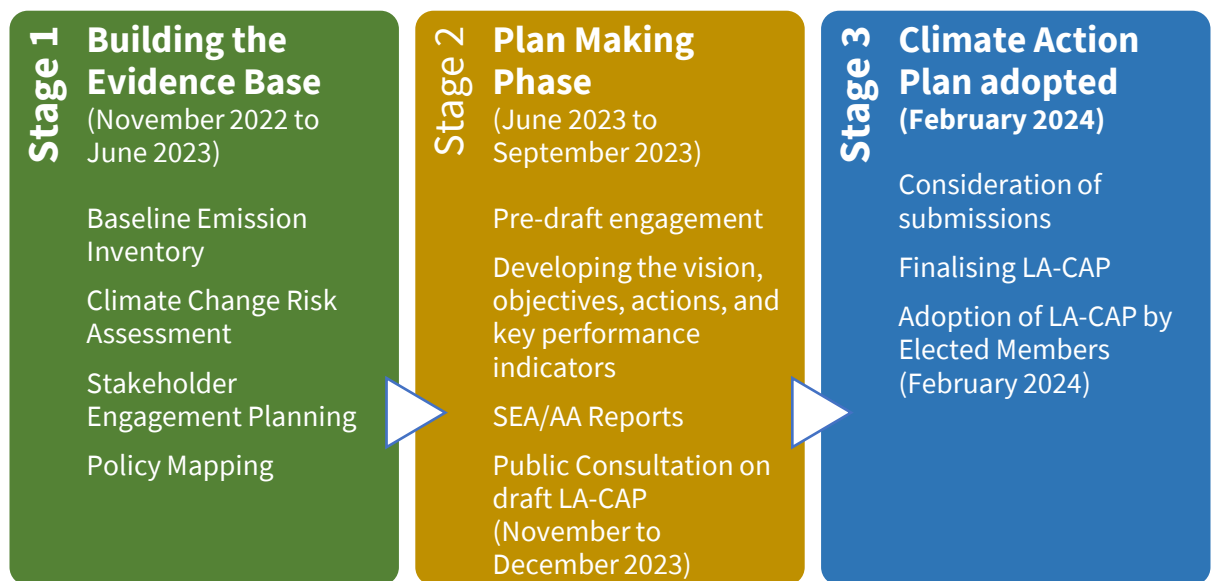 Stage 1
Building the
Evidence Base
(November 2022 to
June 2023)
Baseline Emission
Inventory
Climate Change Risk
Assessment
Stakeholder
Engagement Planning
Policy Mapping
Stage 2
Plan Making
Phase
(June 2023 to
September 2023)
Pre-draft engagement
Developing the vision,
objectives, actions, and
key performance
indicators
SEA/AA Reports
Public Consultation on
draft LA-CAP
(November to
December 2023)
Stage 3
Climate Action
Plan adopted
(February 2024)
Consideration of
submissions
Finalising LA-CAP
Adoption of LA-CAP by
Elected Members
(February 2024)